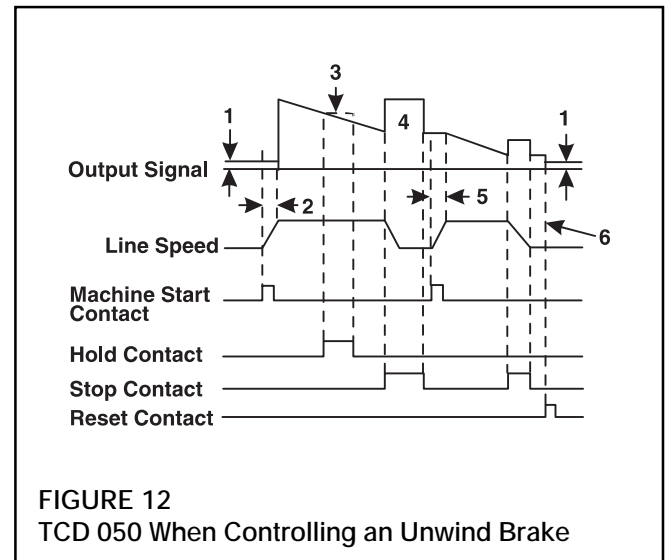 3
1
4
1
Output Signal
2
5
6
Line Speed
Machine Start
Contact
Hold Contact
Stop Contact
Reset Contact
FIGURE 12
TCD 050 When Controlling an Unwind Brake